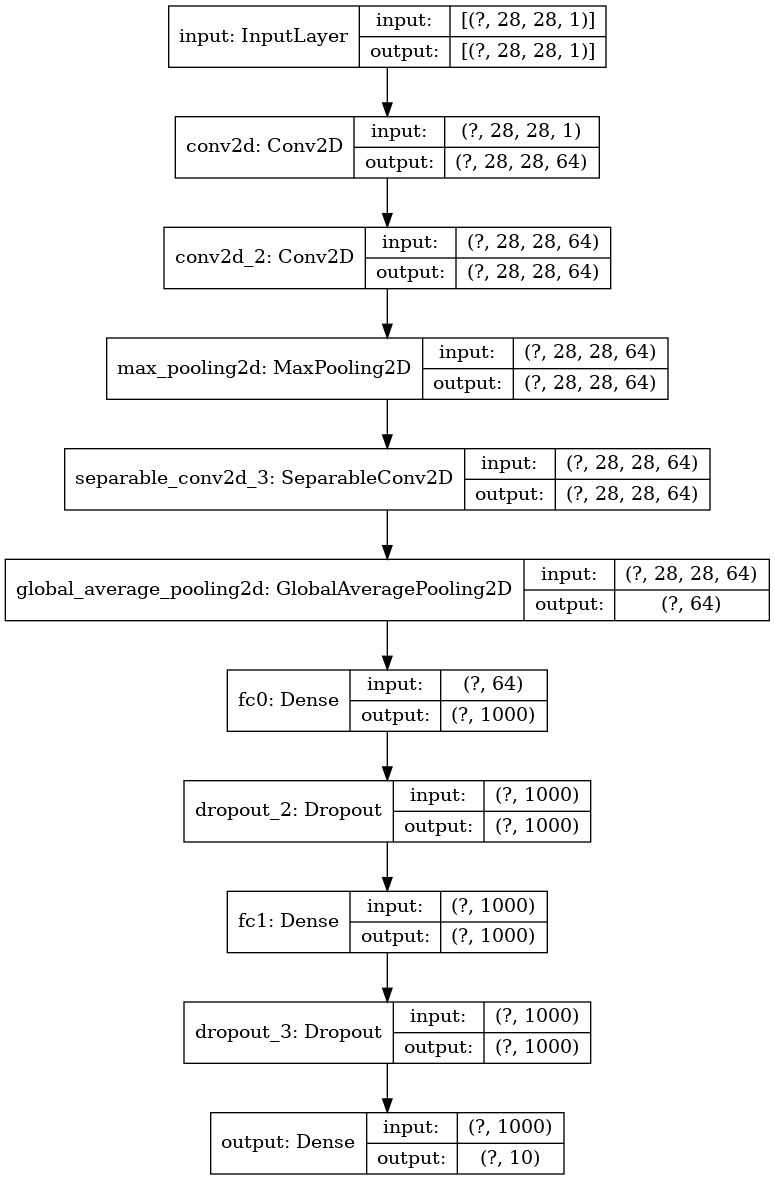 input: InputLayer
input: [(?, 28, 28, 1)]
output: [(?, 28, 28, 1)]
conv2d: Conv2D
input: (?, 28, 28, 1)
output: (?, 28, 28, 64)
conv2d_2: Conv2D
input: (?, 28, 28, 64)
output: (?, 28, 28, 64)
max_pooling2d: MaxPooling2D
input: (?, 28, 28, 64)
output: (?, 28, 28, 64)
separable_conv2d_3: SeparableConv2D
input: (?, 28, 28, 64)
output: (?, 28, 28, 64)
global_average_pooling2d: GlobalAveragePooling2D
input: (?, 28, 28, 64)
output: (?, 64)
fc0: Dense
input: (?, 64)
output: (?, 1000)
dropout_2: Dropout
input: (?, 1000)
output: (?, 1000)
fc1: Dense
input: (?, 1000)
output: (?, 1000)
dropout_3: Dropout
input: (?, 1000)
output: (?, 1000)
output: Dense
input: (?, 1000)
output: (?, 10)